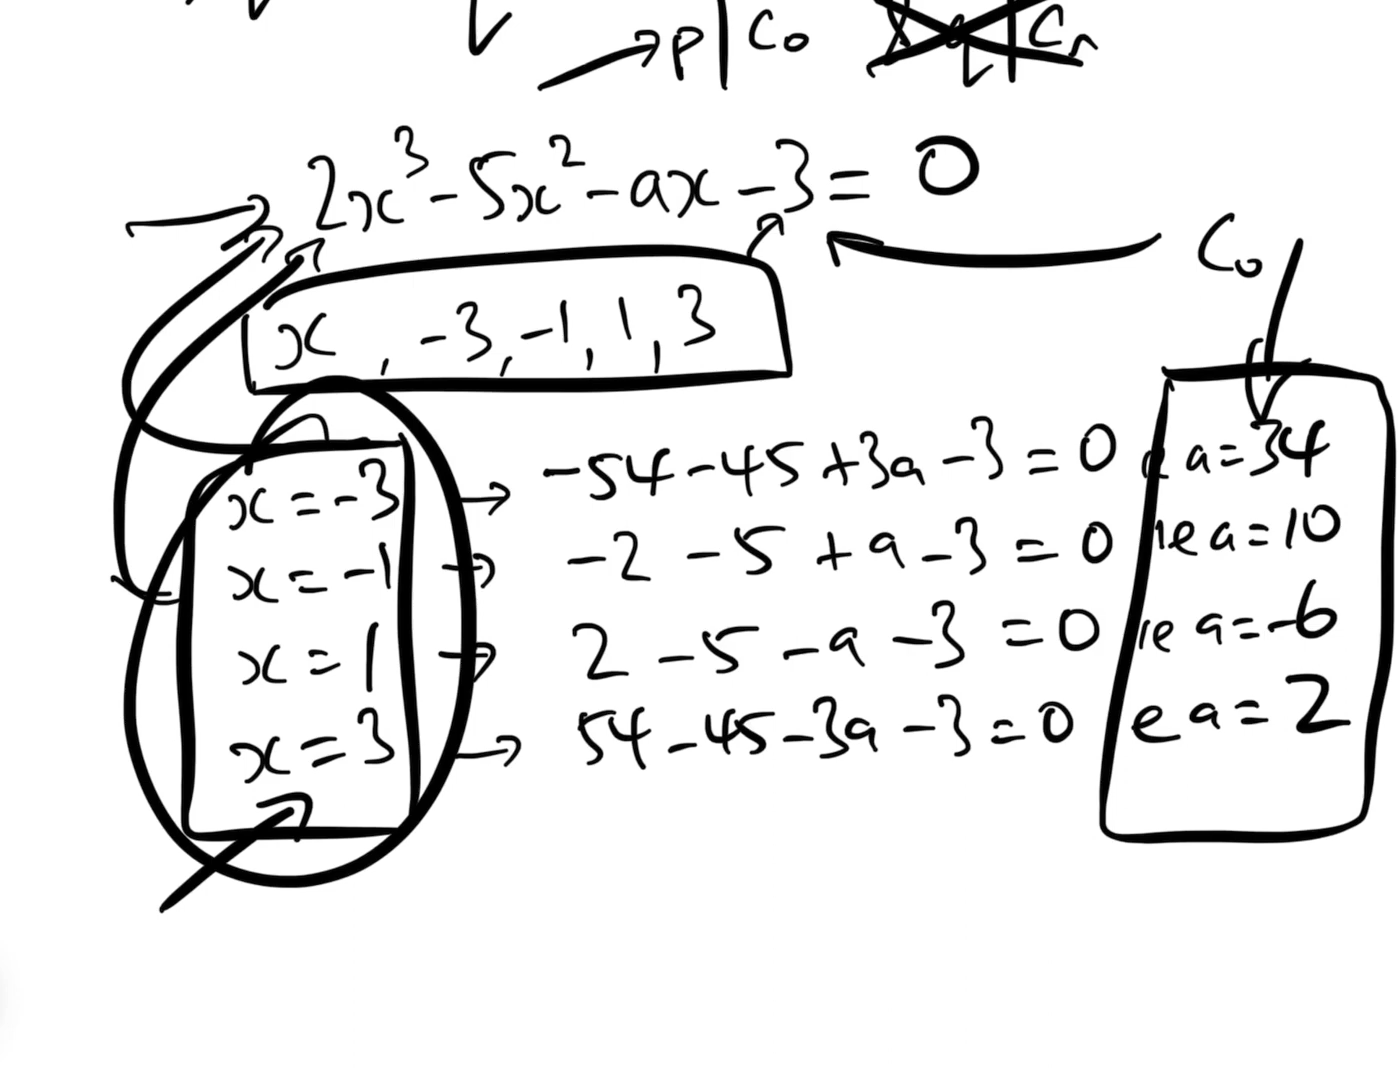 p | C₀ Cₙ
2x³ - 5x² - ax - 3 = 0
C₀
x , -3, -1, 1, 3
x = -3 → -54 - 45 + 3a - 3 = 0 a = 34
x = -1 → -2 - 5 + a - 3 = 0 ie a = 10
x = 1 → 2 - 5 - a - 3 = 0 ie a = -6
x = 3 → 54 - 45 - 3a - 3 = 0 e a = 2